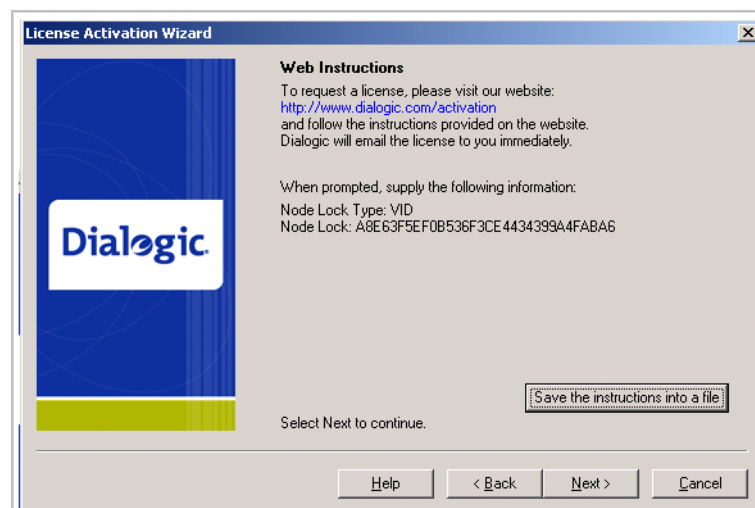 License Activation Wizard
Web Instructions
To request a license, please visit our website:
http://www.dialogic.com/activation
and follow the instructions provided on the website.
Dialogic will email the license to you immediately.
When prompted, supply the following information:
Node Lock Type: VID
Node Lock: A8E63F5EF0B536F3CE4434399A4FABA6
Dialogic.
Save the instructions into a file
Select Next to continue.
Help
< Back
Next >
Cancel